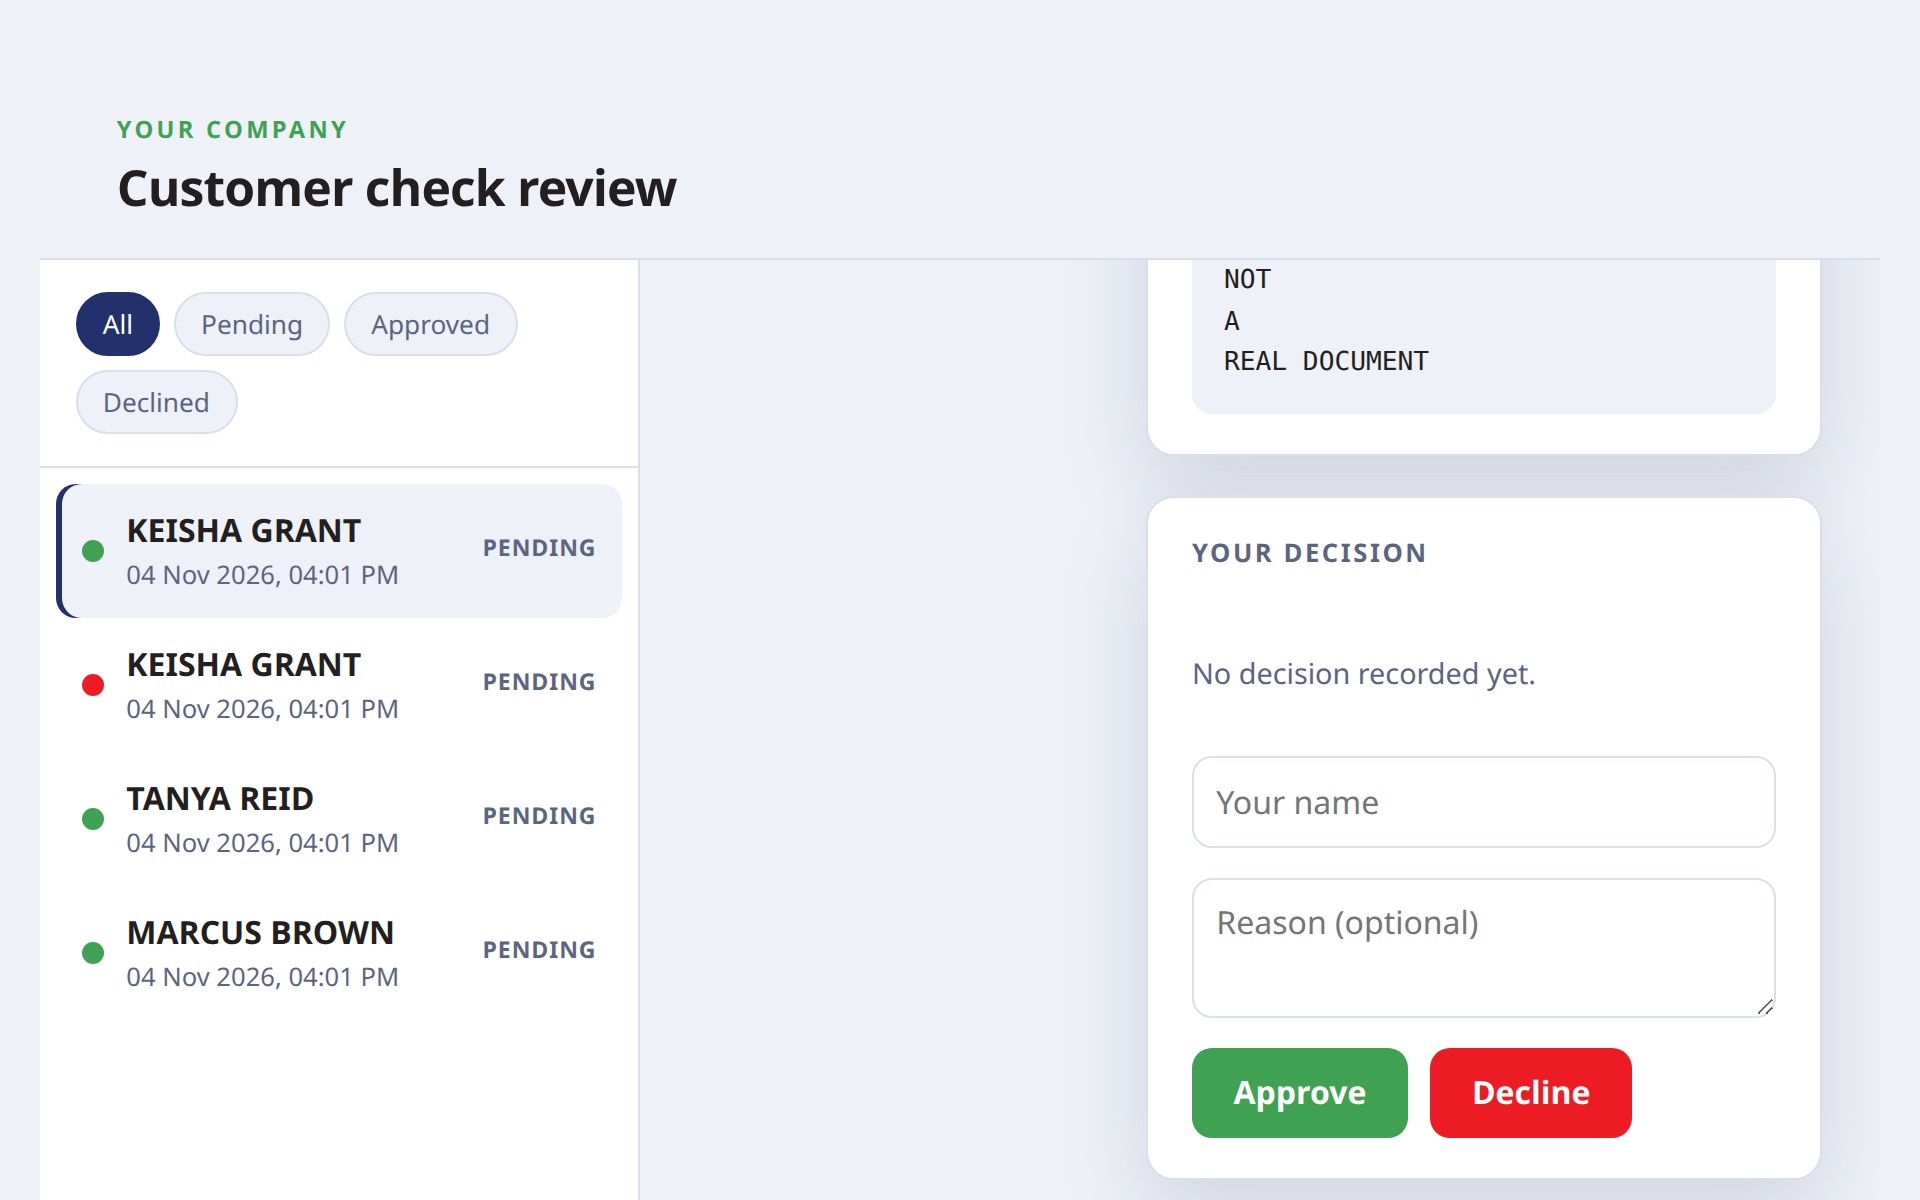 YOUR COMPANY
Customer check review
All
Pending
Approved
Declined
KEISHA GRANT
04 Nov 2026, 04:01 PM
PENDING
KEISHA GRANT
04 Nov 2026, 04:01 PM
PENDING
TANYA REID
04 Nov 2026, 04:01 PM
PENDING
MARCUS BROWN
04 Nov 2026, 04:01 PM
PENDING
NOT
A
REAL DOCUMENT
YOUR DECISION
No decision recorded yet.
Your name
Reason (optional)
Approve
Decline